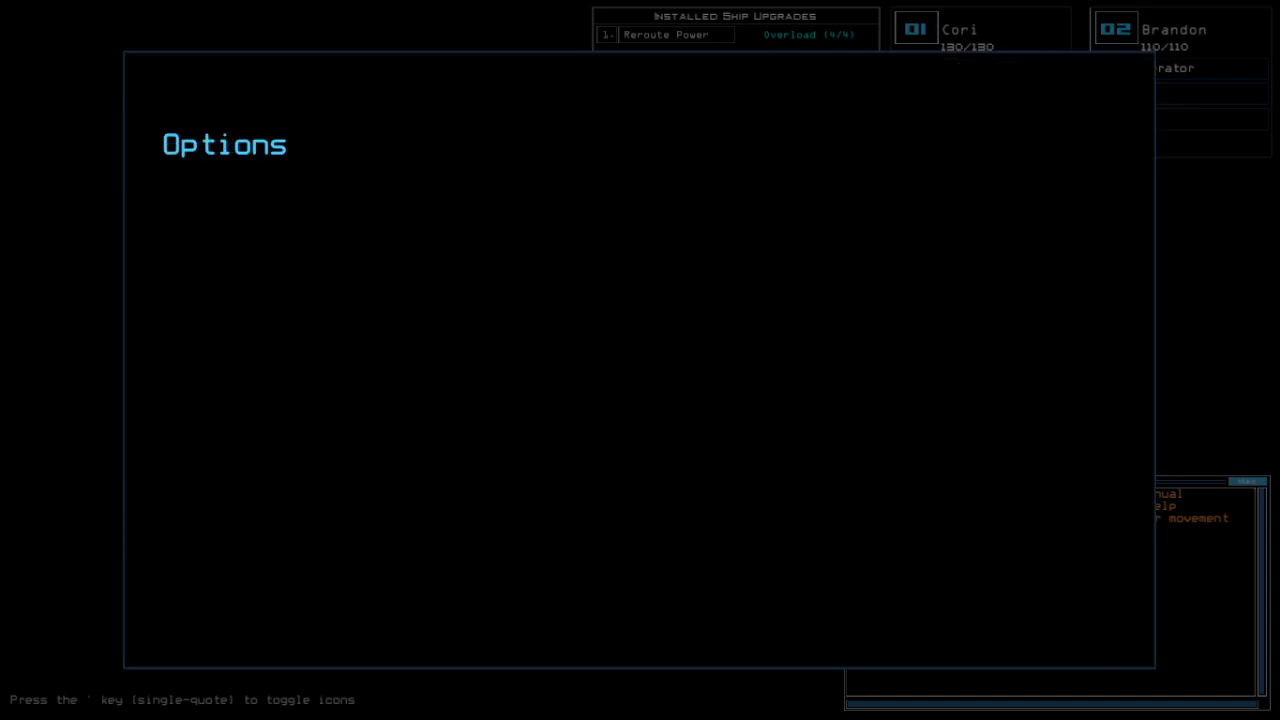 Installed Ship Upgrades
1. Reroute Power Overload (4/4)
01 Cori
130/130
02 Brandon
110/110
rator
Options
nual
elp
r movement
Press the ' key (single-quote) to toggle icons